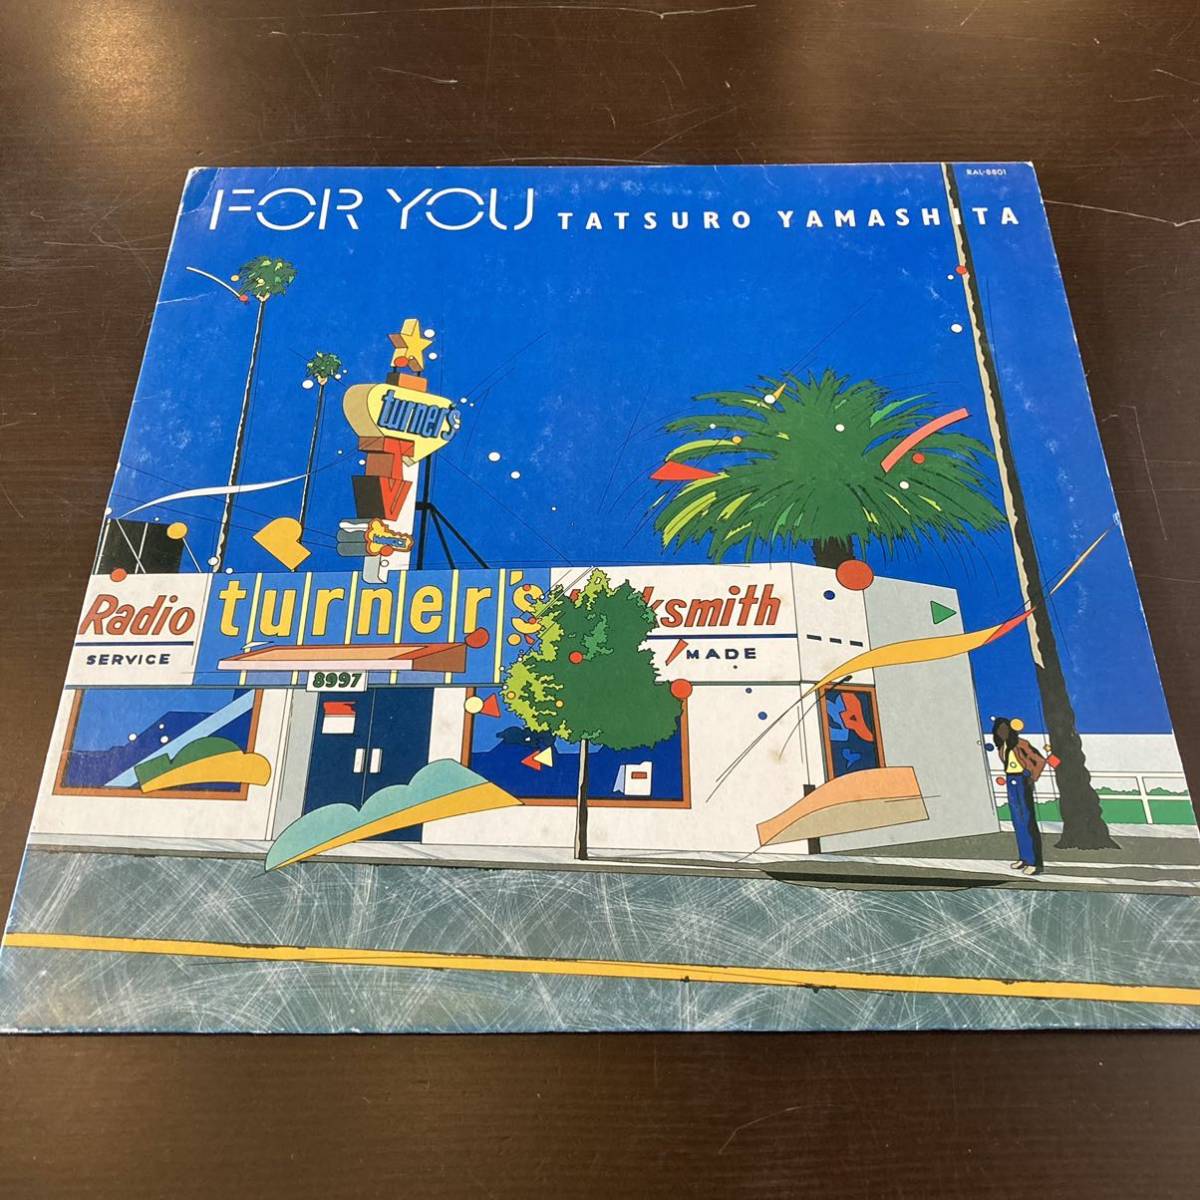 RAL-8801
FOR YOU TATSURO YAMASHITA
turner's
TV
Radio turner's ksmith
SERVICE MADE
8997